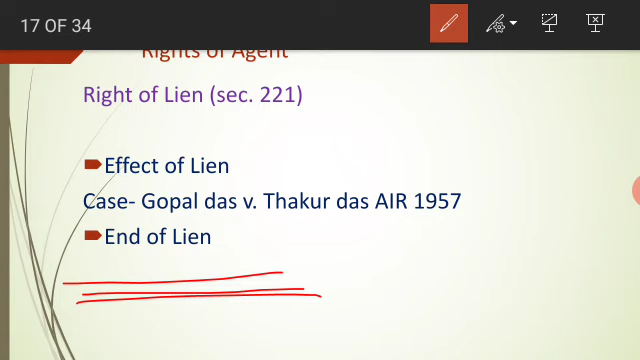 17 OF 34
Rights of Agent
Right of Lien (sec. 221)
Effect of Lien
Case- Gopal das v. Thakur das AIR 1957
End of Lien